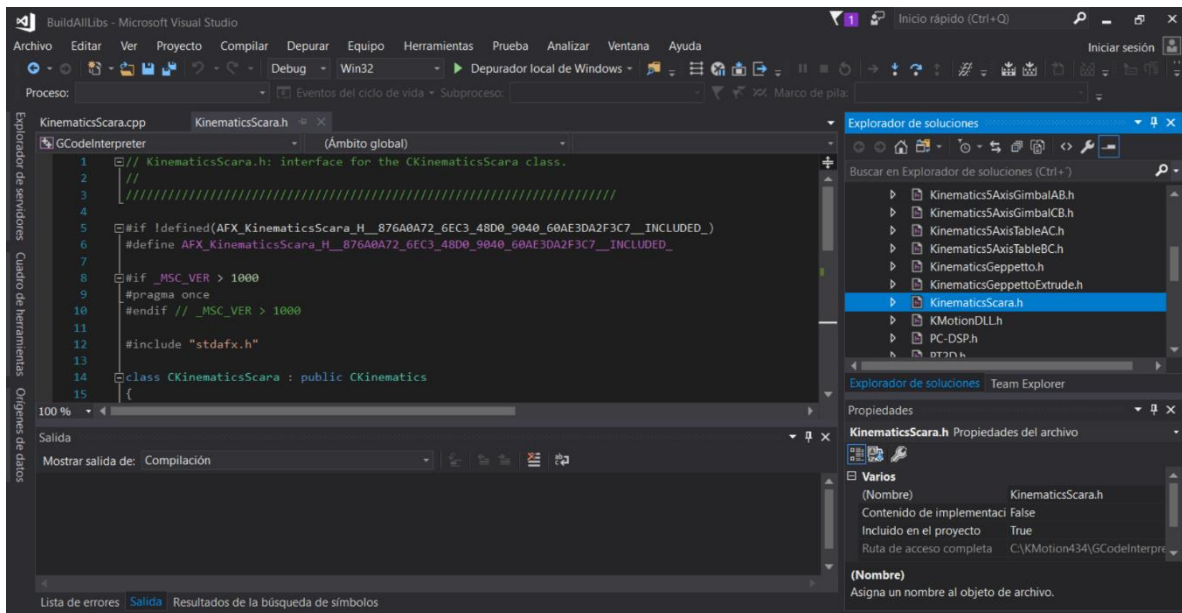 BuildAllLibs - Microsoft Visual Studio
1
Inicio rápido (Ctrl+Q)
Archivo Editar Ver Proyecto Compilar Depurar Equipo Herramientas Prueba Analizar Ventana Ayuda
Iniciar sesión
Debug Win32 Depurador local de Windows
Proceso: Eventos del ciclo de vida Subproceso: Marco de pila:
Explorador de servidores
Cuadro de herramientas
Orígenes de datos
KinematicsScara.cpp KinematicsScara.h
GCodeInterpreter (Ámbito global)
1 // KinematicsScara.h: interface for the CKinematicsScara class.
2 //
3 //////////////////////////////////////////////////////////////////////
4
5 #if !defined(AFX_KinematicsScara_H__876A0A72_6EC3_48D0_9040_60AE3DA2F3C7__INCLUDED_)
6 #define AFX_KinematicsScara_H__876A0A72_6EC3_48D0_9040_60AE3DA2F3C7__INCLUDED_
7
8 #if _MSC_VER > 1000
9 #pragma once
10 #endif // _MSC_VER > 1000
11
12 #include "stdafx.h"
13
14 class CKinematicsScara : public CKinematics
15 {
100 %
Salida
Mostrar salida de: Compilación
Lista de errores Salida Resultados de la búsqueda de símbolos
Explorador de soluciones
Buscar en Explorador de soluciones (Ctrl+´)
Kinematics5AxisGimbalAB.h
Kinematics5AxisGimbalCB.h
Kinematics5AxisTableAC.h
Kinematics5AxisTableBC.h
KinematicsGeppetto.h
KinematicsGeppettoExtrude.h
KinematicsScara.h
KMotionDLL.h
PC-DSP.h
PT2D.h
Explorador de soluciones Team Explorer
Propiedades
KinematicsScara.h Propiedades del archivo
Varios
(Nombre) KinematicsScara.h
Contenido de implementaci False
Incluido en el proyecto True
Ruta de acceso completa C:\KMotion434\GCodeInterpre
(Nombre)
Asigna un nombre al objeto de archivo.